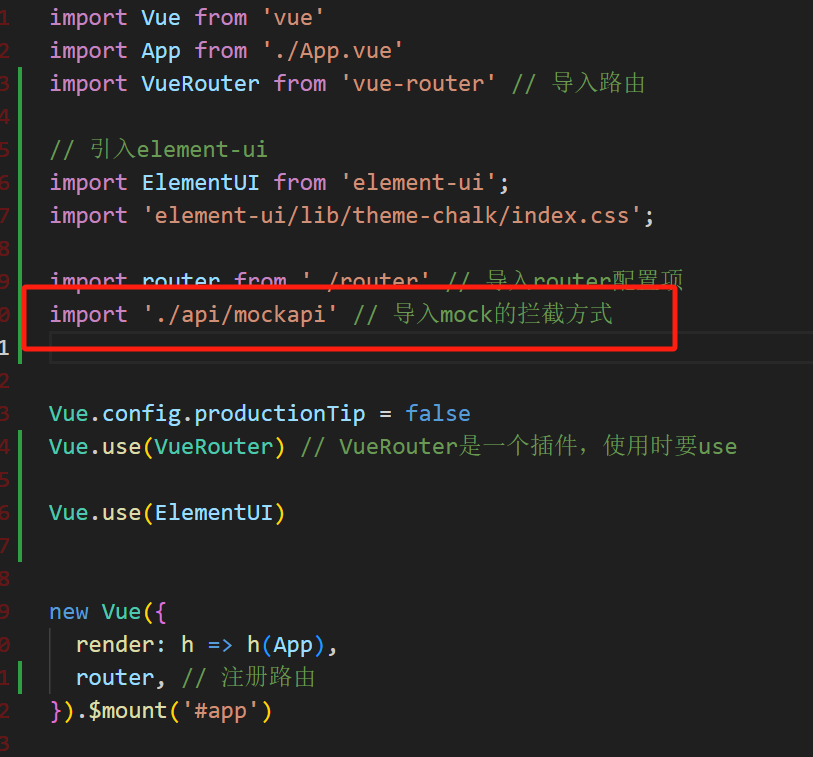 1 import Vue from 'vue'
2 import App from './App.vue'
3 import VueRouter from 'vue-router' // 导入路由
4
5 // 引入element-ui
6 import ElementUI from 'element-ui';
7 import 'element-ui/lib/theme-chalk/index.css';
8
9 import router from './router' // 导入router配置项
0 import './api/mockapi' // 导入mock的拦截方式
1
2
3 Vue.config.productionTip = false
4 Vue.use(VueRouter) // VueRouter是一个插件，使用时要use
5
6 Vue.use(ElementUI)
7
8
9 new Vue({
0 render: h => h(App),
1 router, // 注册路由
2 }).$mount('#app')
3